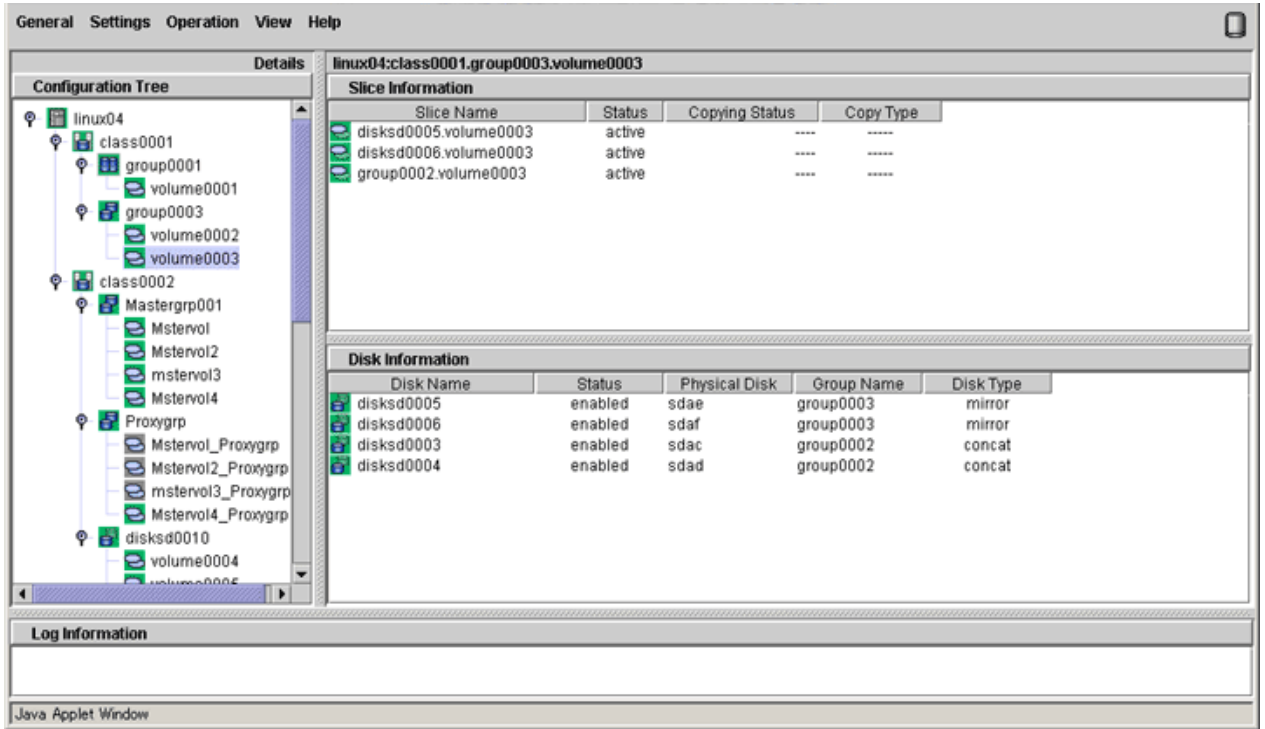 General Settings Operation View Help
Details
Configuration Tree
linux04
class0001
group0001
volume0001
group0003
volume0002
volume0003
class0002
Mastergrp001
Mstervol
Mstervol2
mstervol3
Mstervol4
Proxygrp
Mstervol_Proxygrp
Mstervol2_Proxygrp
mstervol3_Proxygrp
Mstervol4_Proxygrp
disksd0010
volume0004
linux04:class0001.group0003.volume0003
Slice Information
Slice Name Status Copying Status Copy Type
disksd0005.volume0003 active ---- -----
disksd0006.volume0003 active ---- -----
group0002.volume0003 active ---- -----
Disk Information
Disk Name Status Physical Disk Group Name Disk Type
disksd0005 enabled sdae group0003 mirror
disksd0006 enabled sdaf group0003 mirror
disksd0003 enabled sdac group0002 concat
disksd0004 enabled sdad group0002 concat
Log Information
Java Applet Window